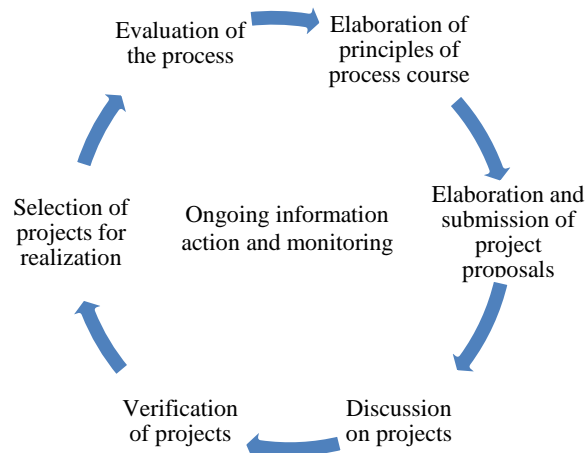 Evaluation of
the process
Elaboration of
principles of
process course
Elaboration and
submission of
project
proposals
Discussion
on projects
Verification
of projects
Selection of
projects for
realization
Ongoing information
action and monitoring